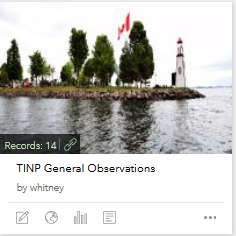 Records: 14
TINP General Observations
by whitney